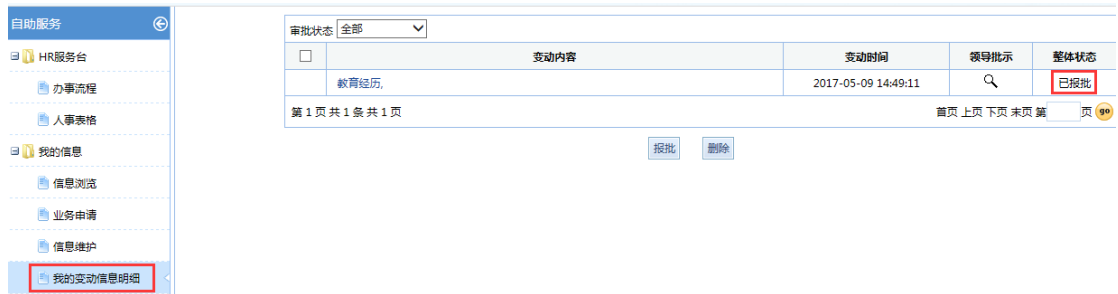 自助服务
HR服务台
办事流程
人事表格
我的信息
信息浏览
业务申请
信息维护
我的变动信息明细
审批状态 全部
变动内容 变动时间 领导批示 整体状态
教育经历, 2017-05-09 14:49:11 已报批
第 1 页 共 1 条 共 1 页 首页 上页 下页 末页 第 页 go
报批 删除